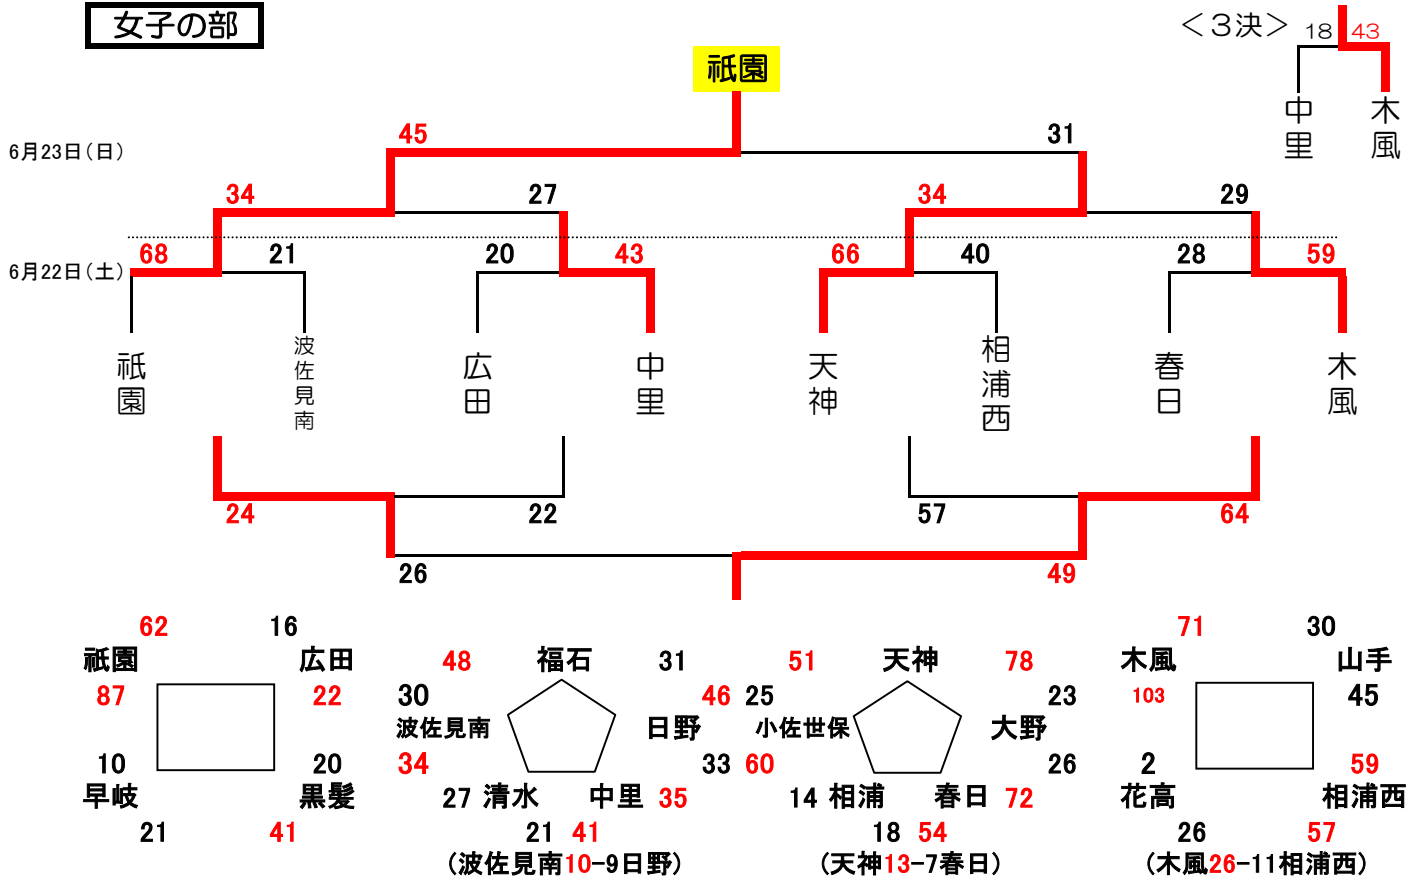 女子の部
＜３決＞ 18 43
中里 木風
祇園
45 31
6月23日(日)
34 27 34 29
68 21 20 43 66 40 28 59
6月22日(土)
祇園 波佐見南 広田 中里 天神 相浦西 春日 木風
24 22 57 64
26 49
62 16 71 30
祇園 広田 48 福石 31 51 天神 78 木風 山手
87 22 30 46 25 23 103 45
波佐見南 日野 小佐世保 大野
10 20 34 33 60 26 2 59
早岐 黒髪 27 清水 中里 35 14 相浦 春日 72 花高 相浦西
21 41 21 41 18 54 26 57
(波佐見南10-9日野) (天神13-7春日) (木風26-11相浦西)